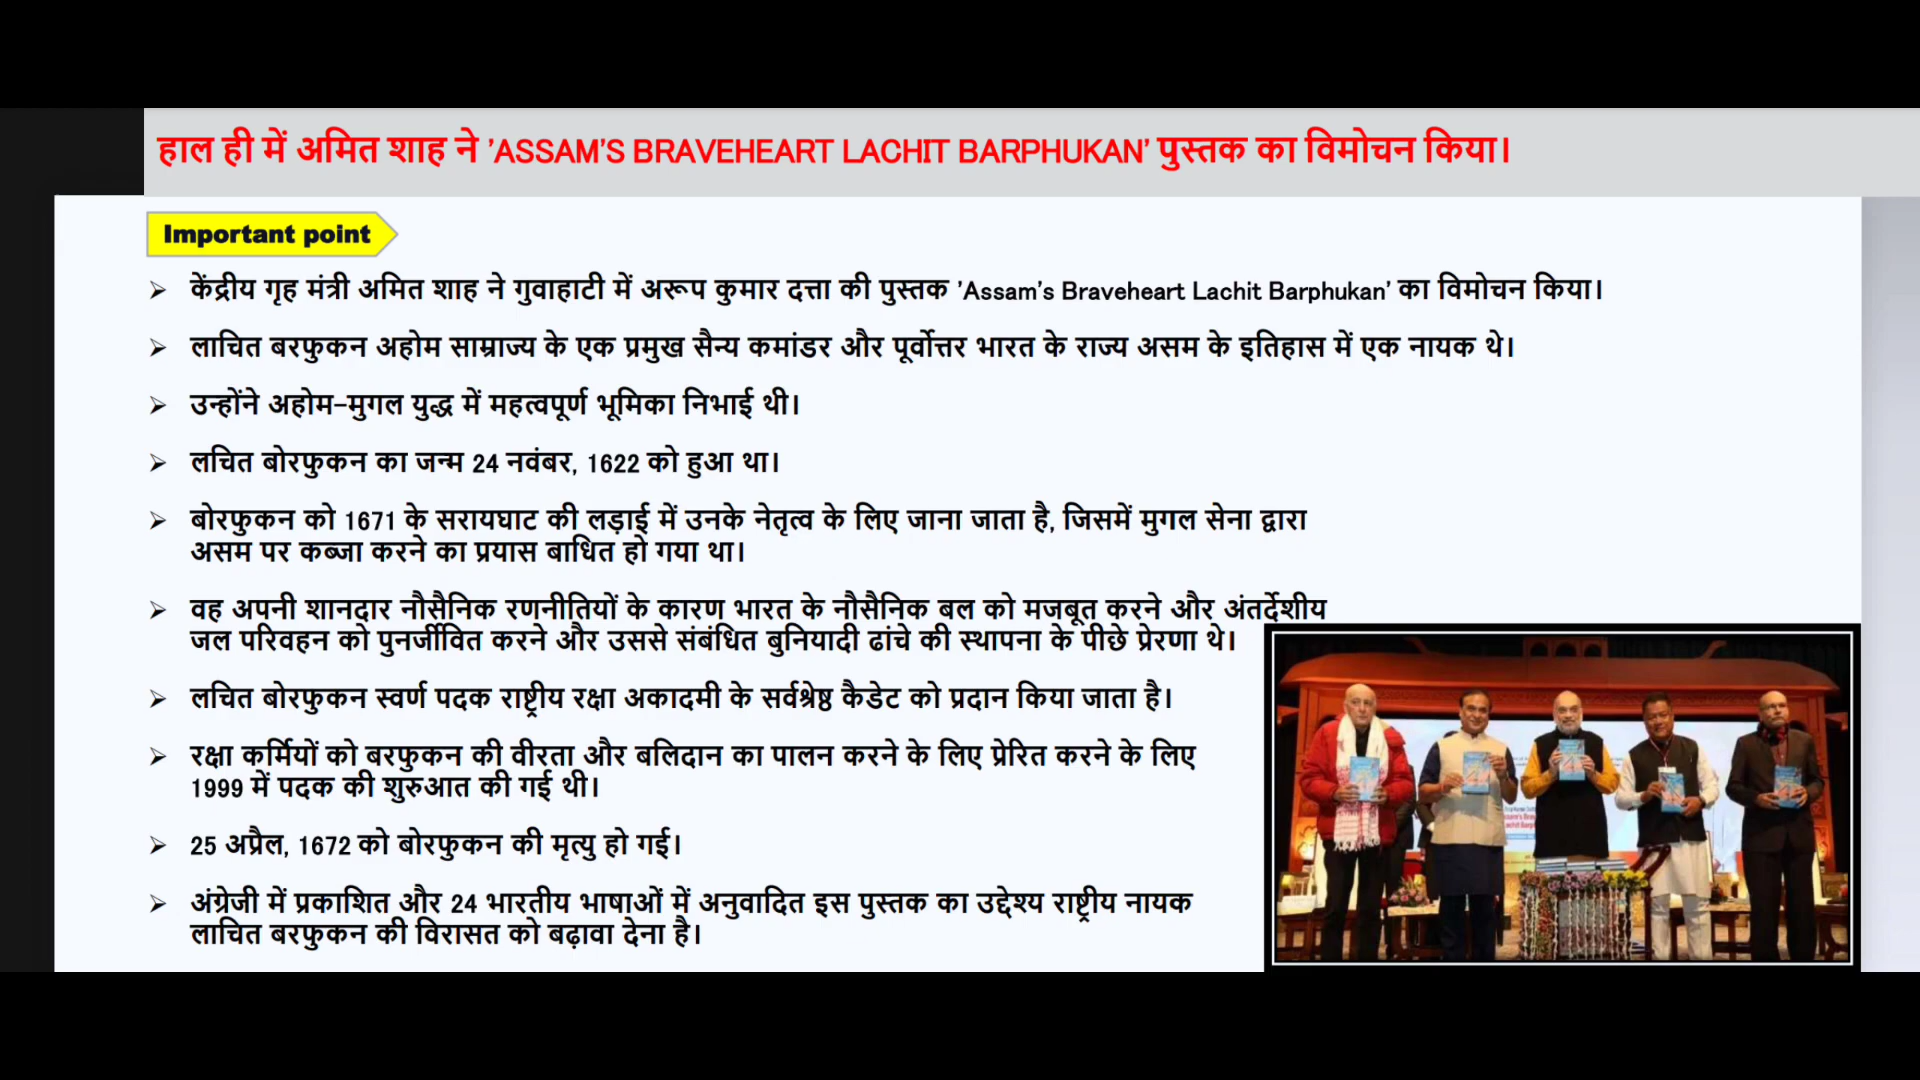 हाल ही में अमित शाह ने 'ASSAM'S BRAVEHEART LACHIT BARPHUKAN' पुस्तक का विमोचन किया।
Important point
➢ केंद्रीय गृह मंत्री अमित शाह ने गुवाहाटी में अरूप कुमार दत्ता की पुस्तक 'Assam's Braveheart Lachit Barphukan' का विमोचन किया।
➢ लाचित बरफुकन अहोम साम्राज्य के एक प्रमुख सैन्य कमांडर और पूर्वोत्तर भारत के राज्य असम के इतिहास में एक नायक थे।
➢ उन्होंने अहोम-मुगल युद्ध में महत्वपूर्ण भूमिका निभाई थी।
➢ लचित बोरफुकन का जन्म 24 नवंबर, 1622 को हुआ था।
➢ बोरफुकन को 1671 के सरायघाट की लड़ाई में उनके नेतृत्व के लिए जाना जाता है, जिसमें मुगल सेना द्वारा
असम पर कब्जा करने का प्रयास बाधित हो गया था।
➢ वह अपनी शानदार नौसैनिक रणनीतियों के कारण भारत के नौसैनिक बल को मजबूत करने और अंतर्देशीय
जल परिवहन को पुनर्जीवित करने और उससे संबंधित बुनियादी ढांचे की स्थापना के पीछे प्रेरणा थे।
➢ लचित बोरफुकन स्वर्ण पदक राष्ट्रीय रक्षा अकादमी के सर्वश्रेष्ठ कैडेट को प्रदान किया जाता है।
➢ रक्षा कर्मियों को बरफुकन की वीरता और बलिदान का पालन करने के लिए प्रेरित करने के लिए
1999 में पदक की शुरुआत की गई थी।
➢ 25 अप्रैल, 1672 को बोरफुकन की मृत्यु हो गई।
➢ अंग्रेजी में प्रकाशित और 24 भारतीय भाषाओं में अनुवादित इस पुस्तक का उद्देश्य राष्ट्रीय नायक
लाचित बरफुकन की विरासत को बढ़ावा देना है।